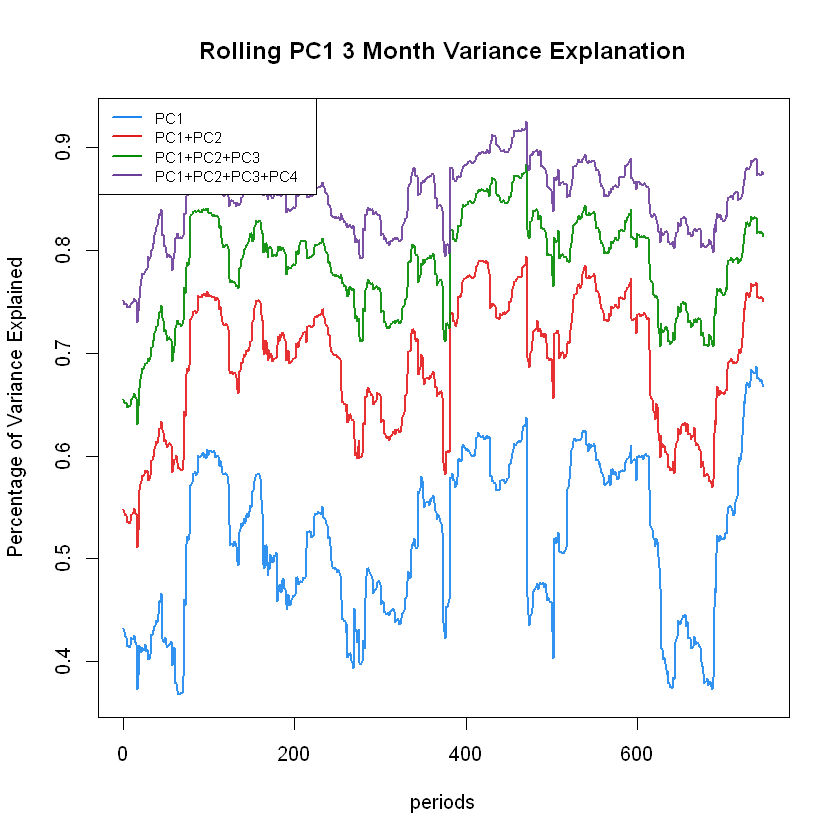 Rolling PC1 3 Month Variance Explanation
PC1
PC1+PC2
PC1+PC2+PC3
PC1+PC2+PC3+PC4
Percentage of Variance Explained
0.9
0.8
0.7
0.6
0.5
0.4
0
200
400
600
periods